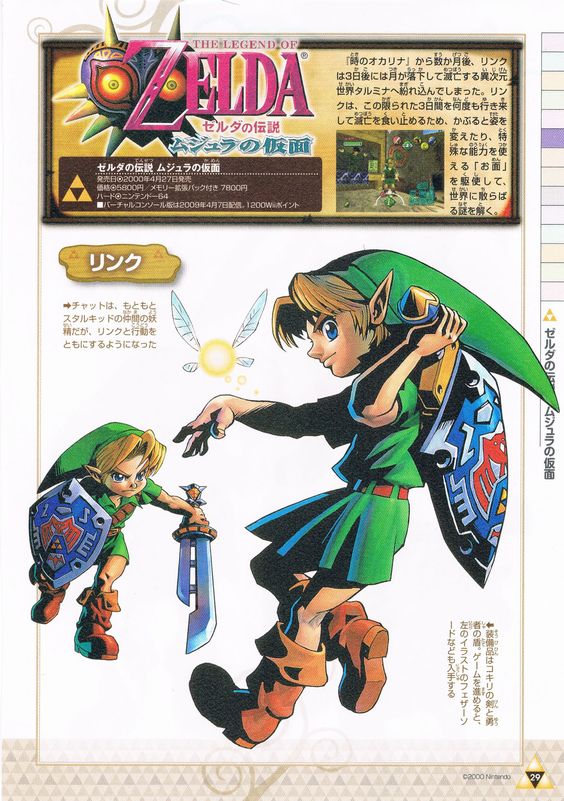 THE LEGEND OF
ZELDA®
ゼルダの伝説
ムジュラの仮面
『時のオカリナ』から数か月後、リンク
は3日後には月が落下して滅亡する異次元
世界タルミナへ紛れ込んでしまった。リン
クは、この限られた3日間を何度も行き来
して滅亡を食い止めるため、かぶると姿を
変えたり、特
殊な能力を使
える「お面」
を駆使して、
世界に散らば
る謎を解く。
ゼルダの伝説 ムジュラの仮面
発売日●2000年4月27日発売
価格●5800円／メモリー拡張パック付き 7800円
ハード●ニンテンドー64
■バーチャルコンソール版は2009年4月7日配信。1200Wiiポイント
リンク
➡チャットは、もともと
スタルキッドの仲間の妖
精だが、リンクと行動を
ともにするようになった
ゼルダの伝説 ムジュラの仮面
⬅装備品はコキリの剣と勇
者の盾。ゲームを進めると、
左のイラストのフェザーソ
ードなども入手する
©2000 Nintendo
29